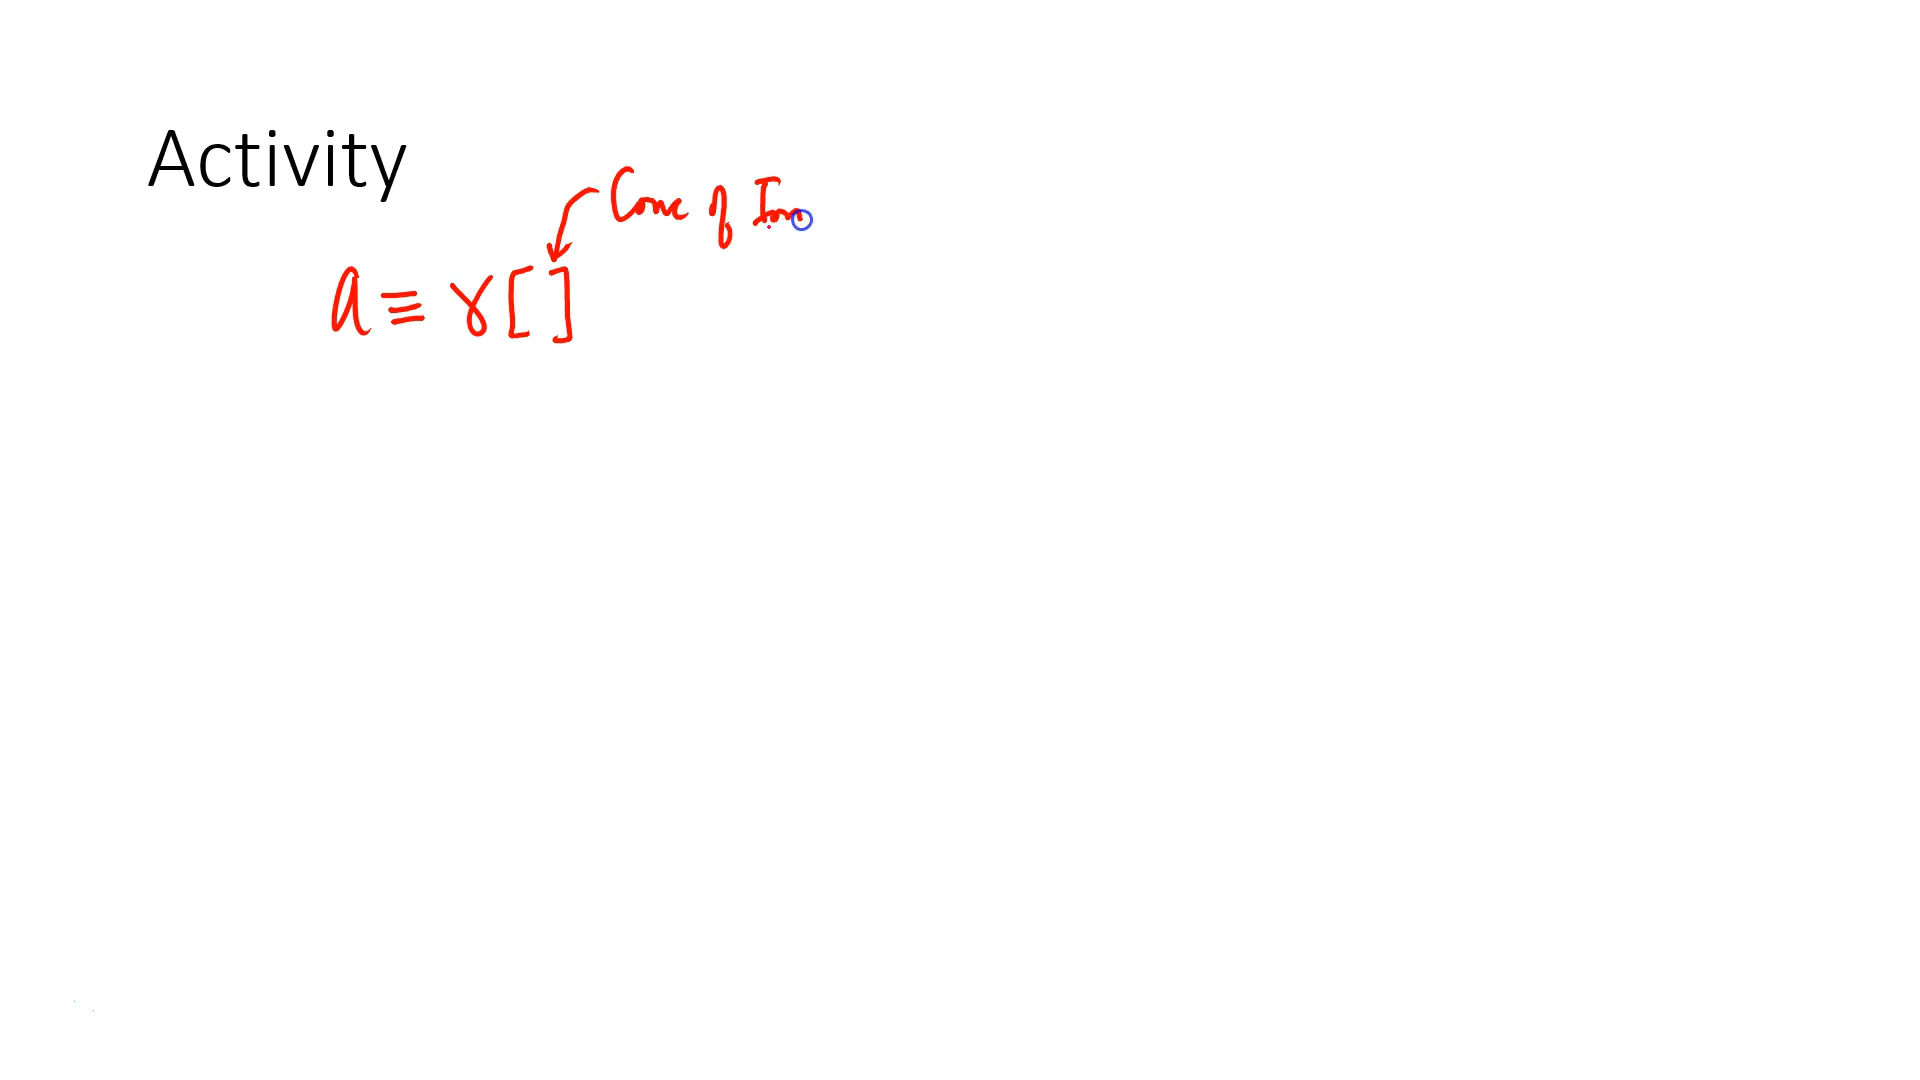 Activity
Conc of Ion
a ≡ γ[ ]